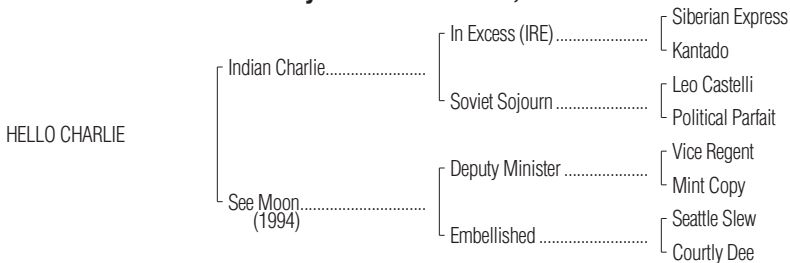 Siberian Express
In Excess (IRE)....................
Kantado
Indian Charlie........................
Leo Castelli
Soviet Sojourn ....................
Political Parfait
HELLO CHARLIE
Vice Regent
Deputy Minister ..................
Mint Copy
See Moon..............................
(1994)
Seattle Slew
Embellished ........................
Courtly Dee